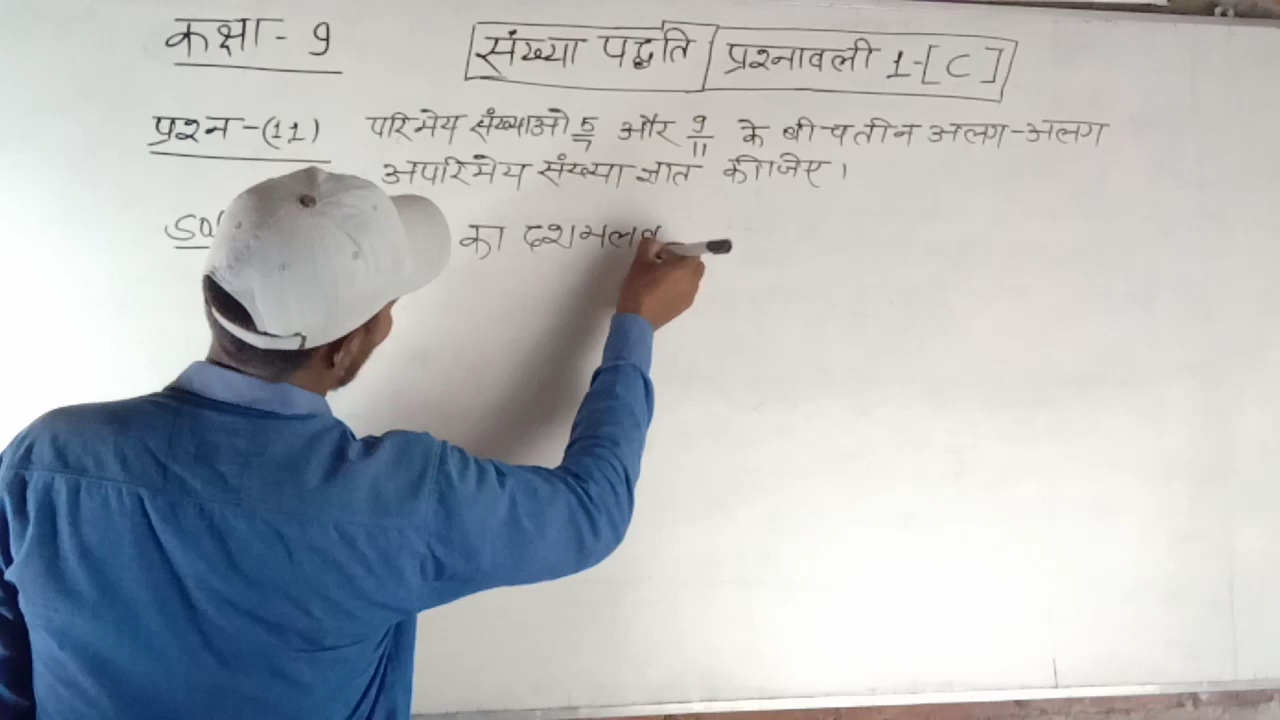 कक्षा - 9
संख्या पद्धति | प्रश्नावली 1-[C]
प्रश्न-(11) परिमेय संख्याओ 5/7 और 9/11 के बीच तीन अलग-अलग
अपरिमेय संख्या ज्ञात कीजिए।
का दशमलव